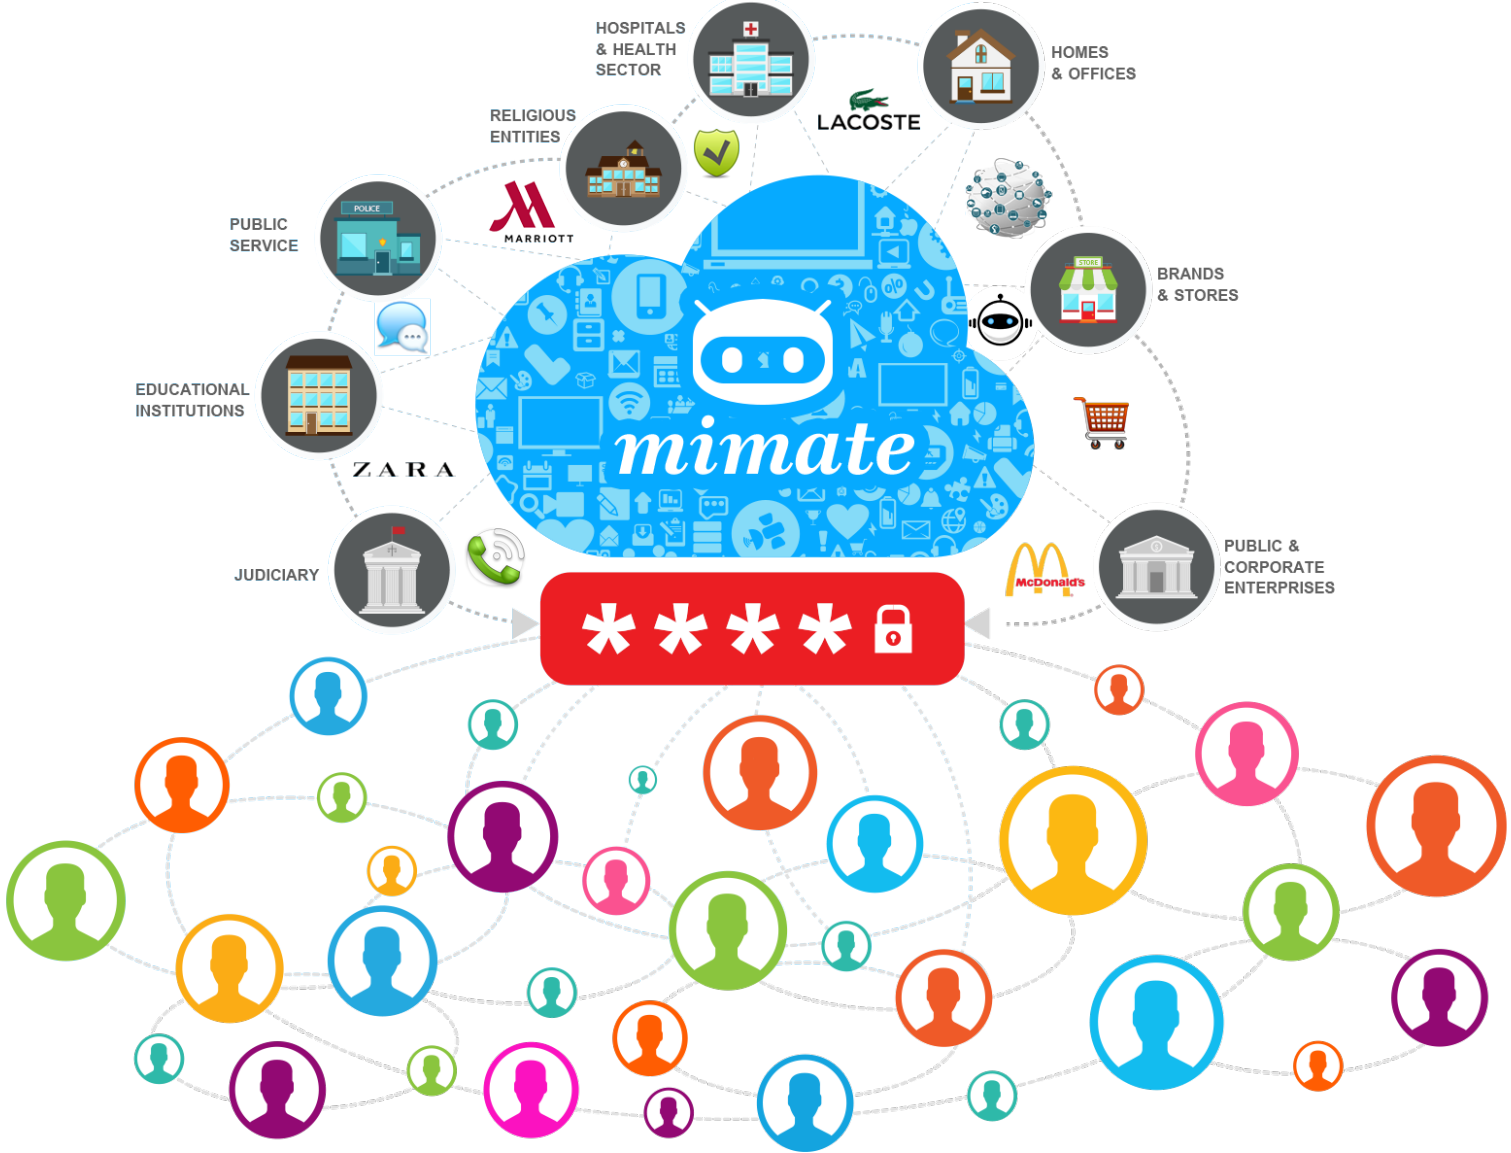 HOSPITALS
& HEALTH
SECTOR
HOMES
& OFFICES
LACOSTE
RELIGIOUS
ENTITIES
POLICE
PUBLIC
SERVICE
MARRIOTT
STORE
BRANDS
& STORES
EDUCATIONAL
INSTITUTIONS
mimate
ZARA
JUDICIARY
McDonald's
PUBLIC &
CORPORATE
ENTERPRISES
****